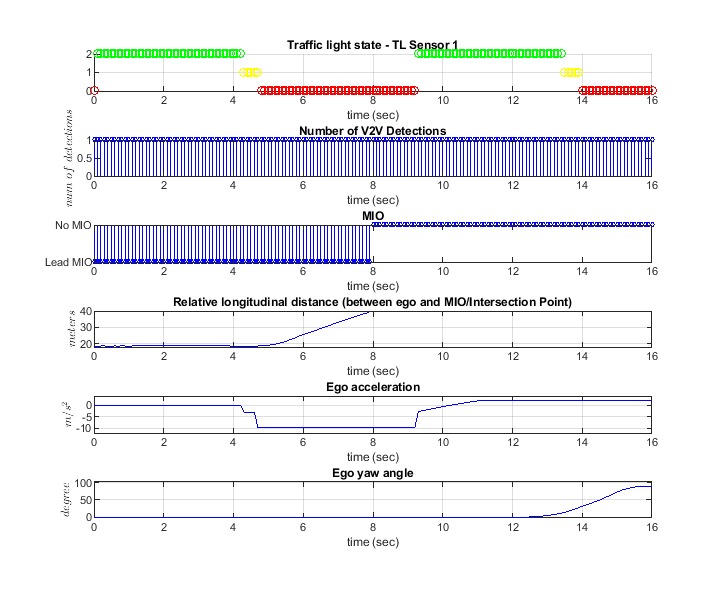 Traffic light state - TL Sensor 1
2
1
0
0 2 4 6 8 10 12 14 16
time (sec)
Number of V2V Detections
num of detections
1
0.5
0
0 2 4 6 8 10 12 14 16
time (sec)
MIO
No MIO
Lead MIO
0 2 4 6 8 10 12 14 16
time (sec)
Relative longitudinal distance (between ego and MIO/Intersection Point)
meters
40
30
20
0 2 4 6 8 10 12 14 16
time (sec)
Ego acceleration
m/s²
0
-5
-10
0 2 4 6 8 10 12 14 16
time (sec)
Ego yaw angle
degree
100
50
0
0 2 4 6 8 10 12 14 16
time (sec)